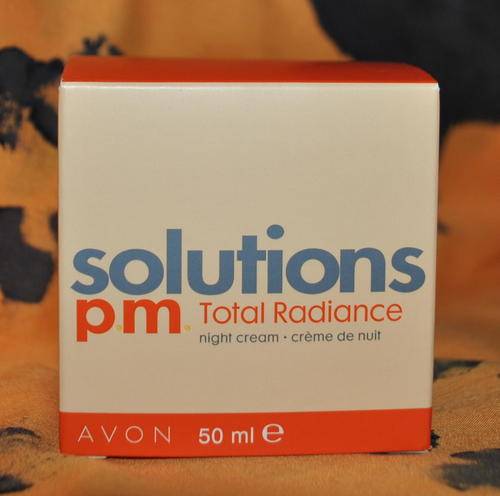 solutions
p.m. Total Radiance
night cream · crème de nuit
AVON 50 ml ℮